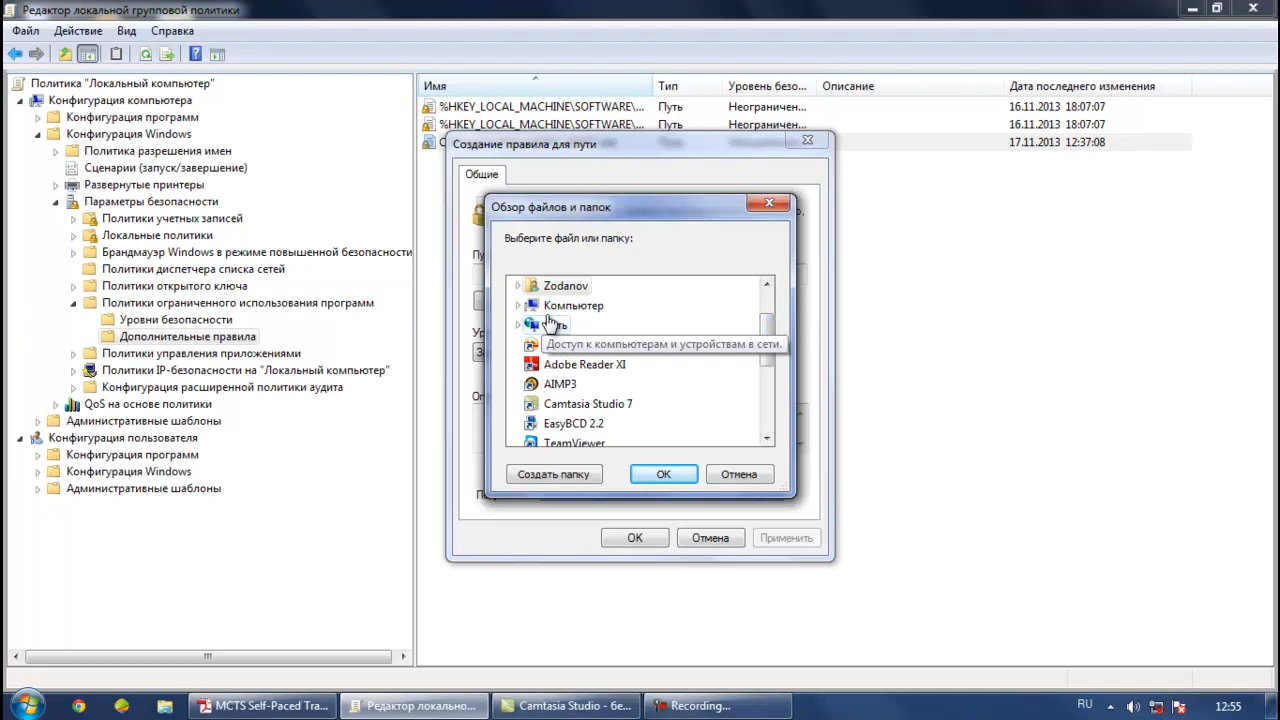 Редактор локальной групповой политики
Файл Действие Вид Справка
Политика "Локальный компьютер"
Конфигурация компьютера
Конфигурация программ
Конфигурация Windows
Политика разрешения имен
Сценарии (запуск/завершение)
Развернутые принтеры
Параметры безопасности
Политики учетных записей
Локальные политики
Брандмауэр Windows в режиме повышенной безопасности
Политики диспетчера списка сетей
Политики открытого ключа
Политики ограниченного использования программ
Уровни безопасности
Дополнительные правила
Политики управления приложениями
Политики IP-безопасности на "Локальный компьютер"
Конфигурация расширенной политики аудита
QoS на основе политики
Административные шаблоны
Конфигурация пользователя
Конфигурация программ
Конфигурация Windows
Административные шаблоны
Имя Тип Уровень безо... Описание Дата последнего изменения
%HKEY_LOCAL_MACHINE\SOFTWARE\... Путь Неограничен... 16.11.2013 18:07:07
%HKEY_LOCAL_MACHINE\SOFTWARE\... Путь Неограничен... 16.11.2013 18:07:07
17.11.2013 12:37:08
Создание правила для пути
Общие
Обзор файлов и папок
Выберите файл или папку:
Zodanov
Компьютер
Доступ к компьютерам и устройствам в сети.
Adobe Reader XI
AIMP3
Camtasia Studio 7
EasyBCD 2.2
TeamViewer
Создать папку OK Отмена
OK Отмена Применить
MCTS Self-Paced Tra... Редактор локально... Camtasia Studio - бе... Recording... RU 12:55